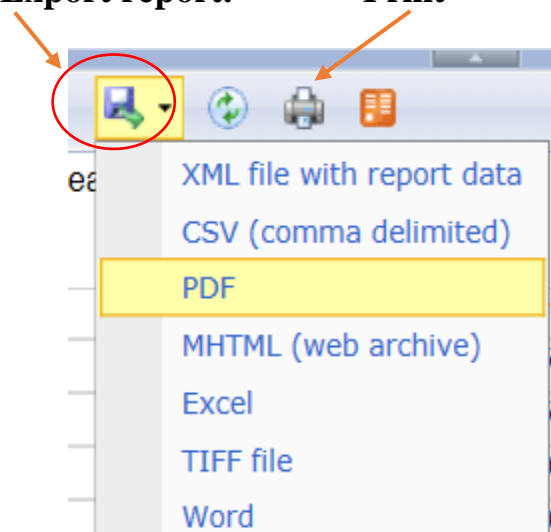 Export report. Print
ea
XML file with report data
CSV (comma delimited)
PDF
MHTML (web archive)
Excel
TIFF file
Word